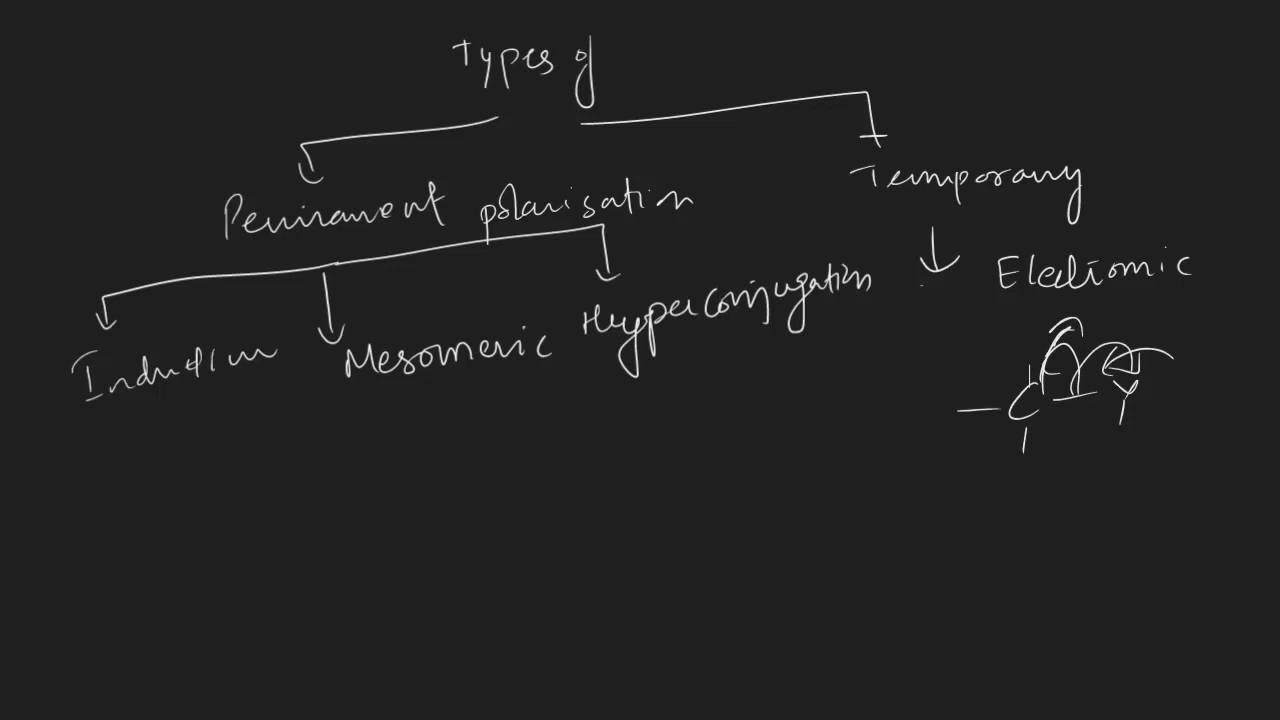 Types of
Permanent polarisation
Temporary
Electromic
Hyperconjugation
Mesomeric
Induction
C